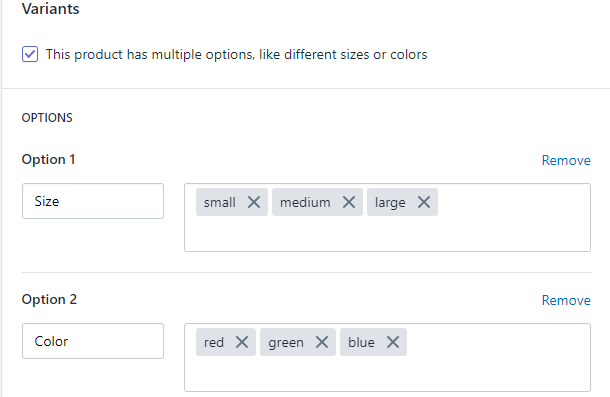 Variants
This product has multiple options, like different sizes or colors
OPTIONS
Option 1 Remove
Size small medium large
Option 2 Remove
Color red green blue